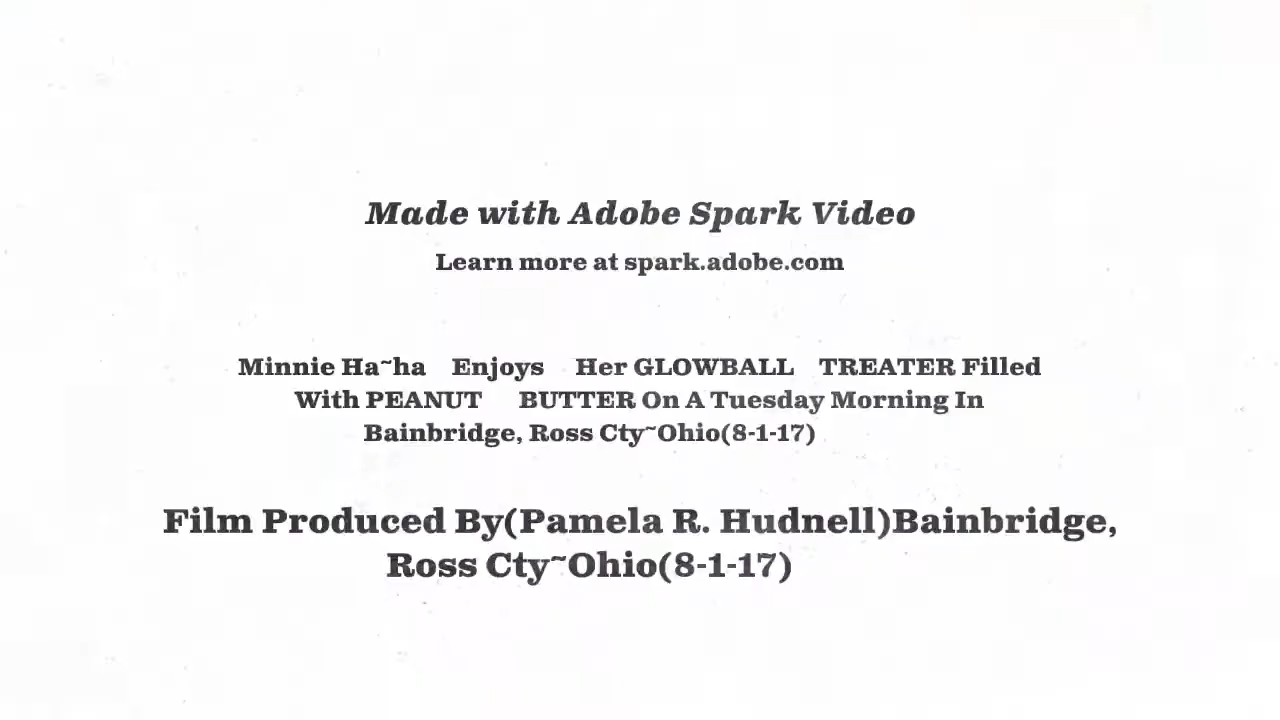 Made with Adobe Spark Video
Learn more at spark.adobe.com
Minnie Ha~ha Enjoys Her GLOWBALL TREATER Filled
With PEANUT BUTTER On A Tuesday Morning In
Bainbridge, Ross Cty~Ohio(8-1-17)
Film Produced By(Pamela R. Hudnell)Bainbridge,
Ross Cty~Ohio(8-1-17)